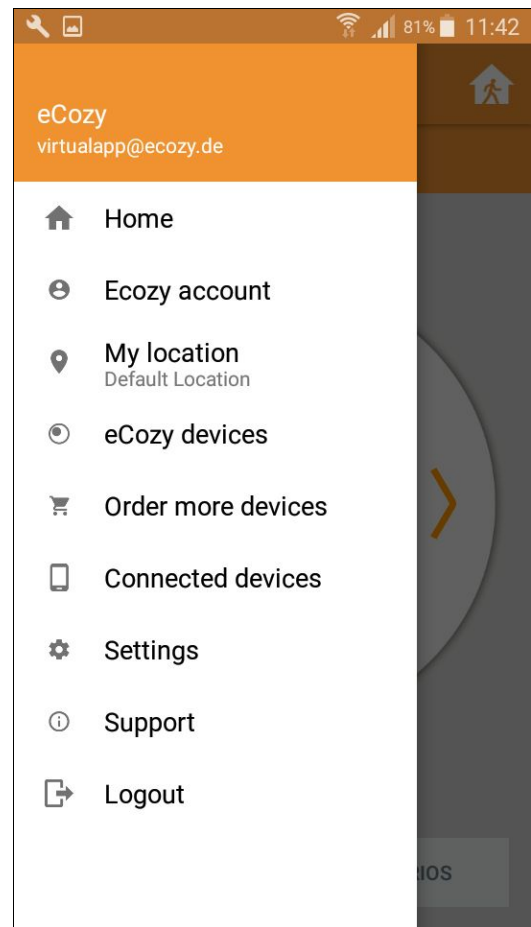 81% 11:42
eCozy
virtualapp@ecozy.de
Home
Ecozy account
My location
Default Location
eCozy devices
Order more devices
Connected devices
Settings
Support
Logout